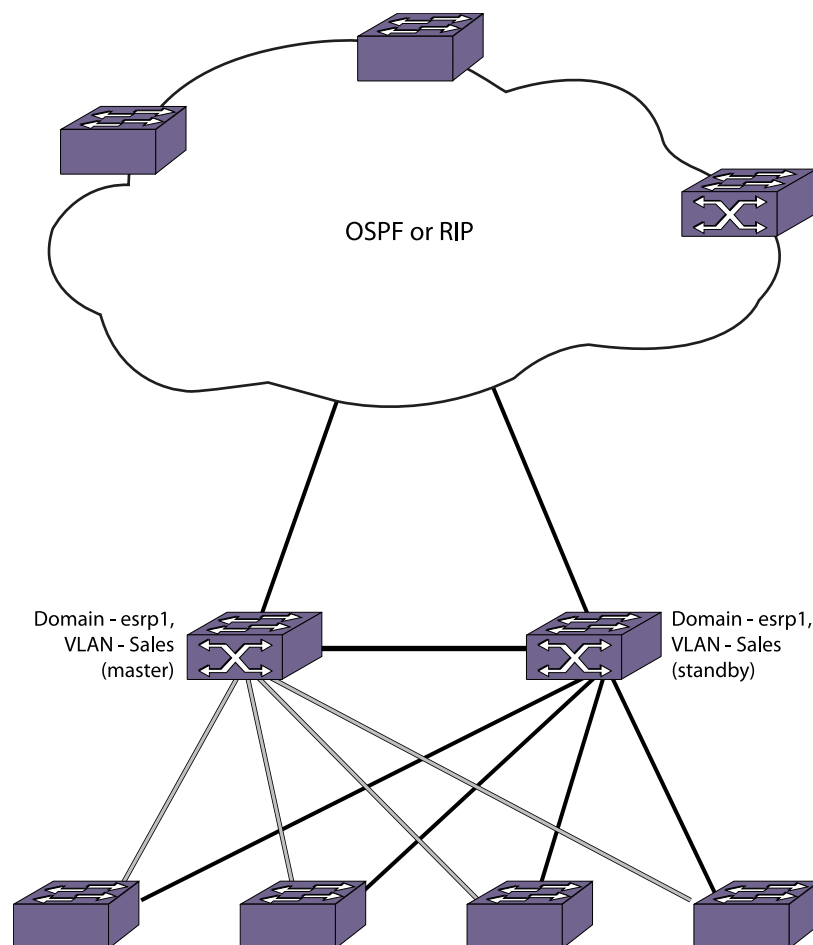 OSPF or RIP
Domain - esrp1,
VLAN - Sales
(master)
Domain - esrp1,
VLAN - Sales
(standby)